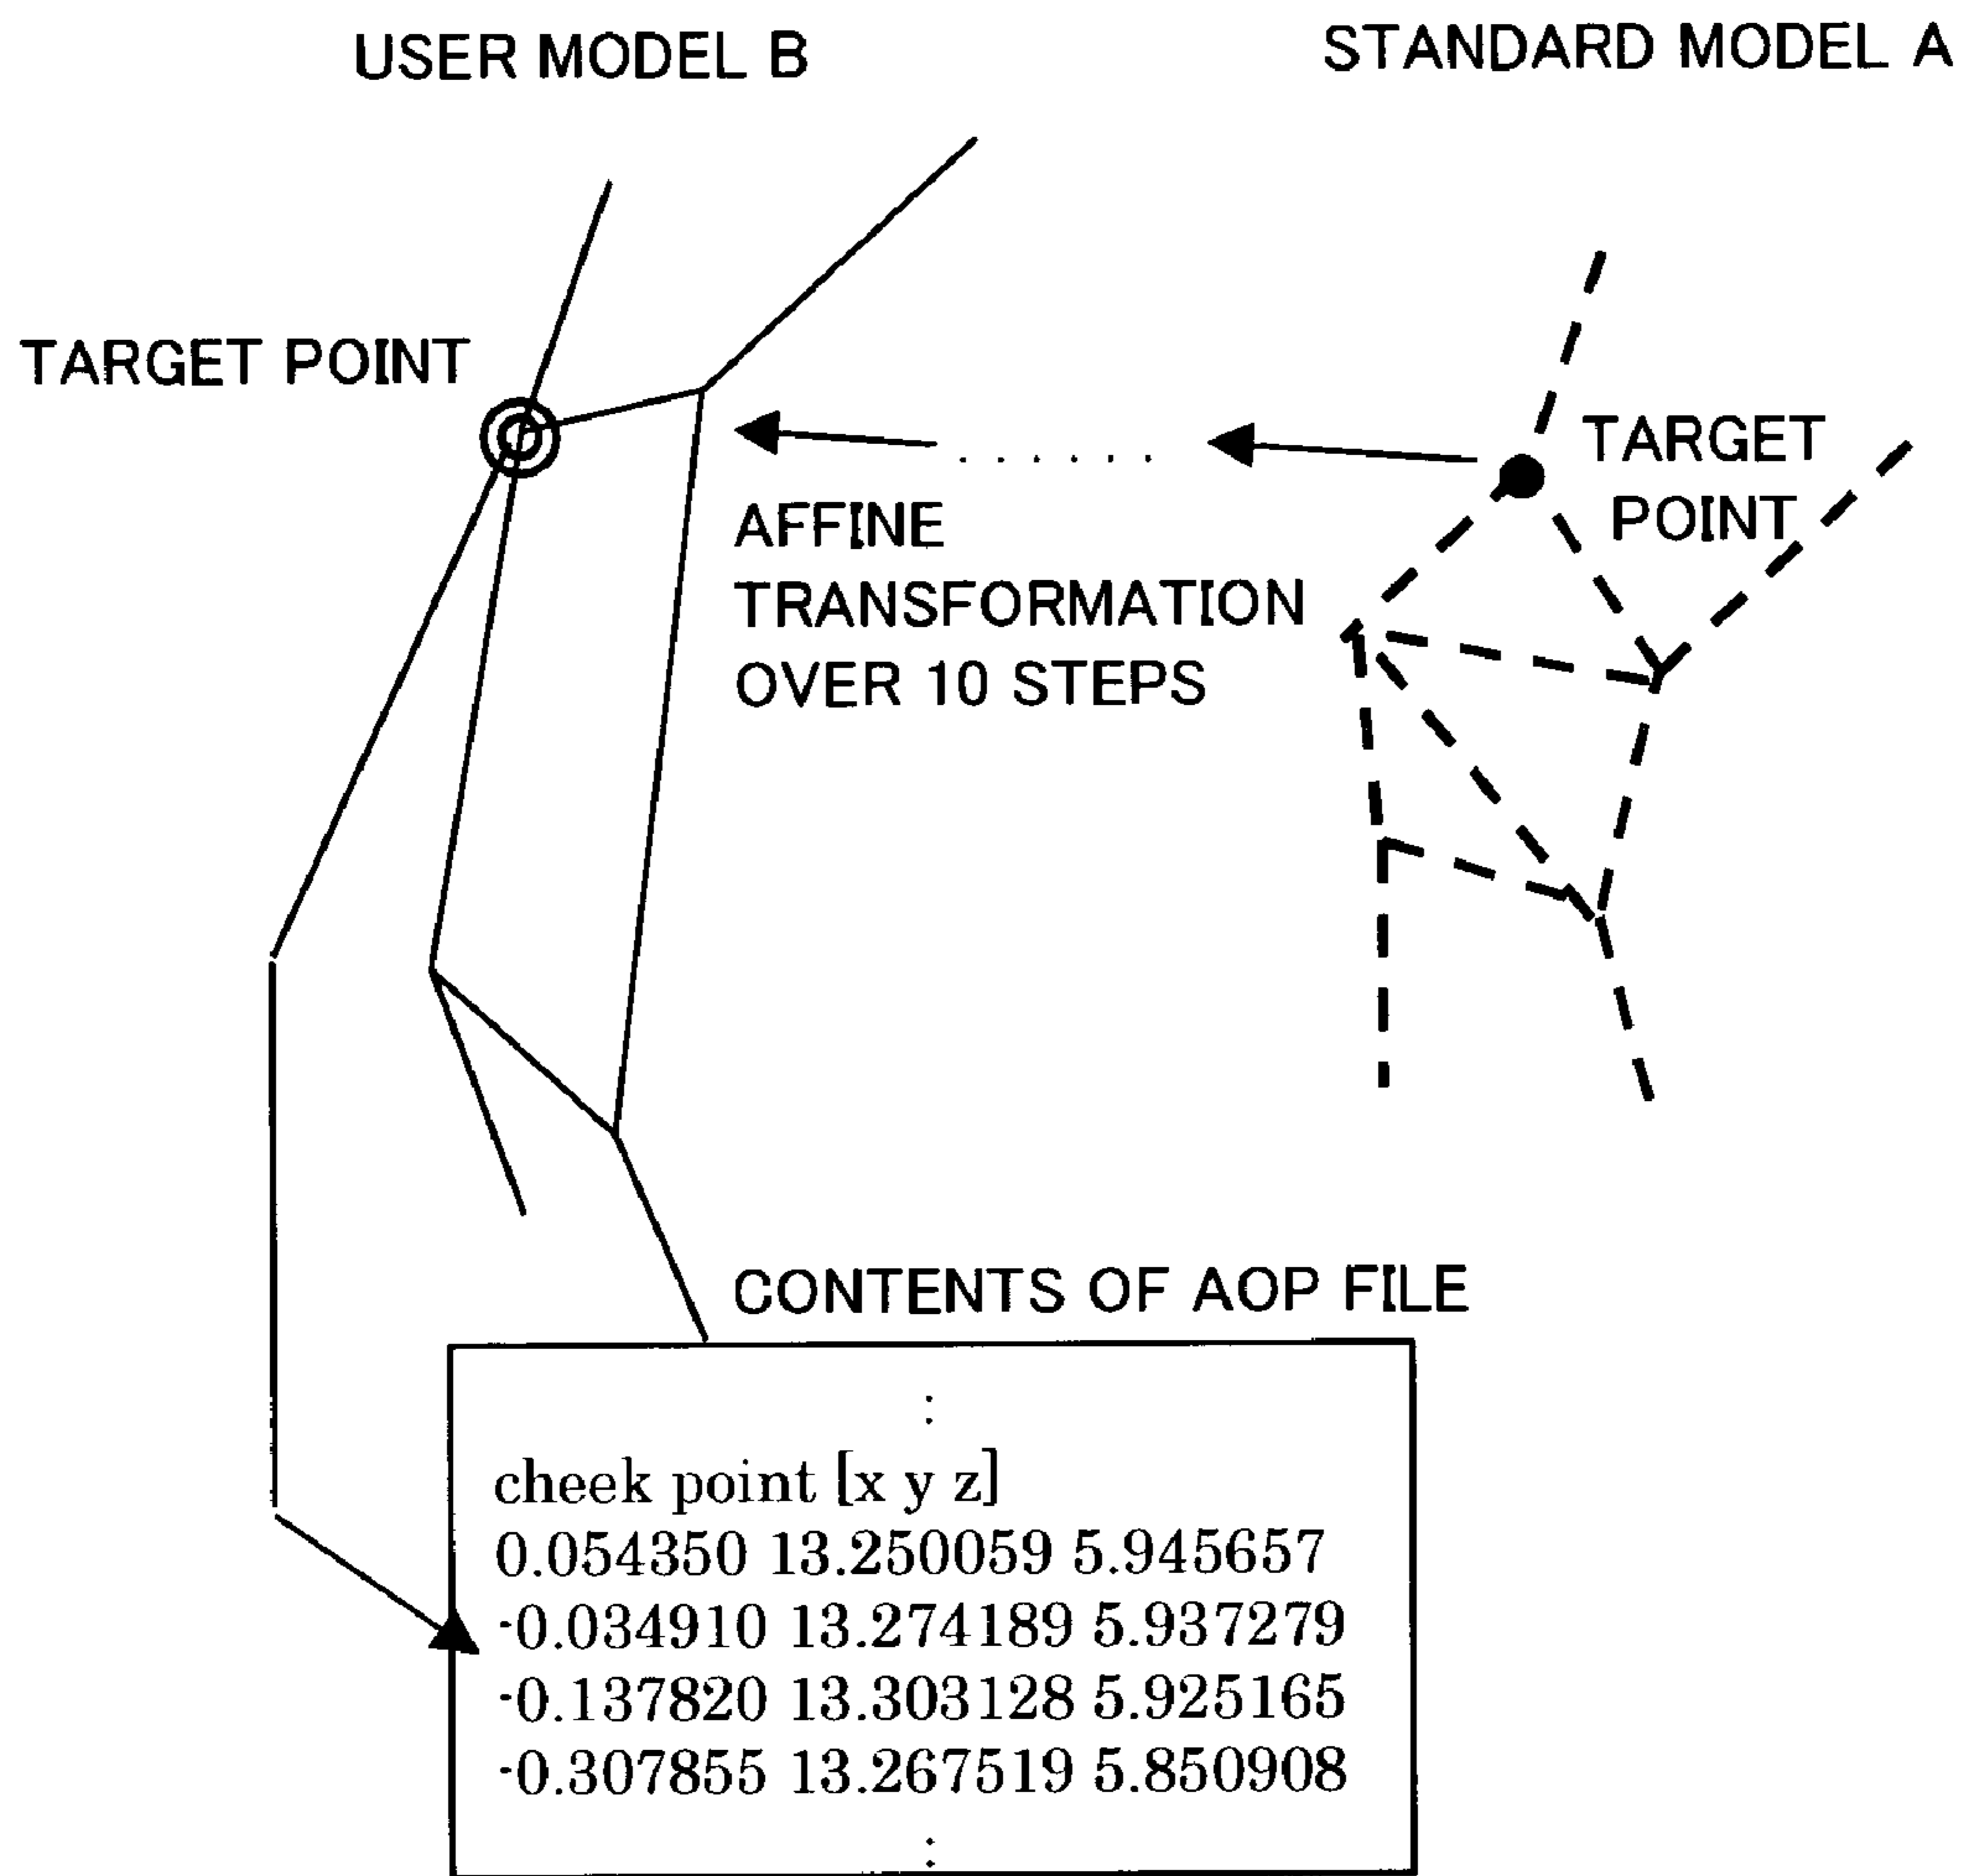 USER MODEL B
STANDARD MODEL A
TARGET POINT
TARGET
POINT
AFFINE
TRANSFORMATION
OVER 10 STEPS
CONTENTS OF AOP FILE
:
cheek point [x y z]
0.054350 13.250059 5.945657
-0.034910 13.274189 5.937279
-0.137820 13.303128 5.925165
-0.307855 13.267519 5.850908
: